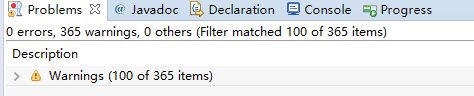 Problems @ Javadoc Declaration Console Progress
0 errors, 365 warnings, 0 others (Filter matched 100 of 365 items)
Description
Warnings (100 of 365 items)